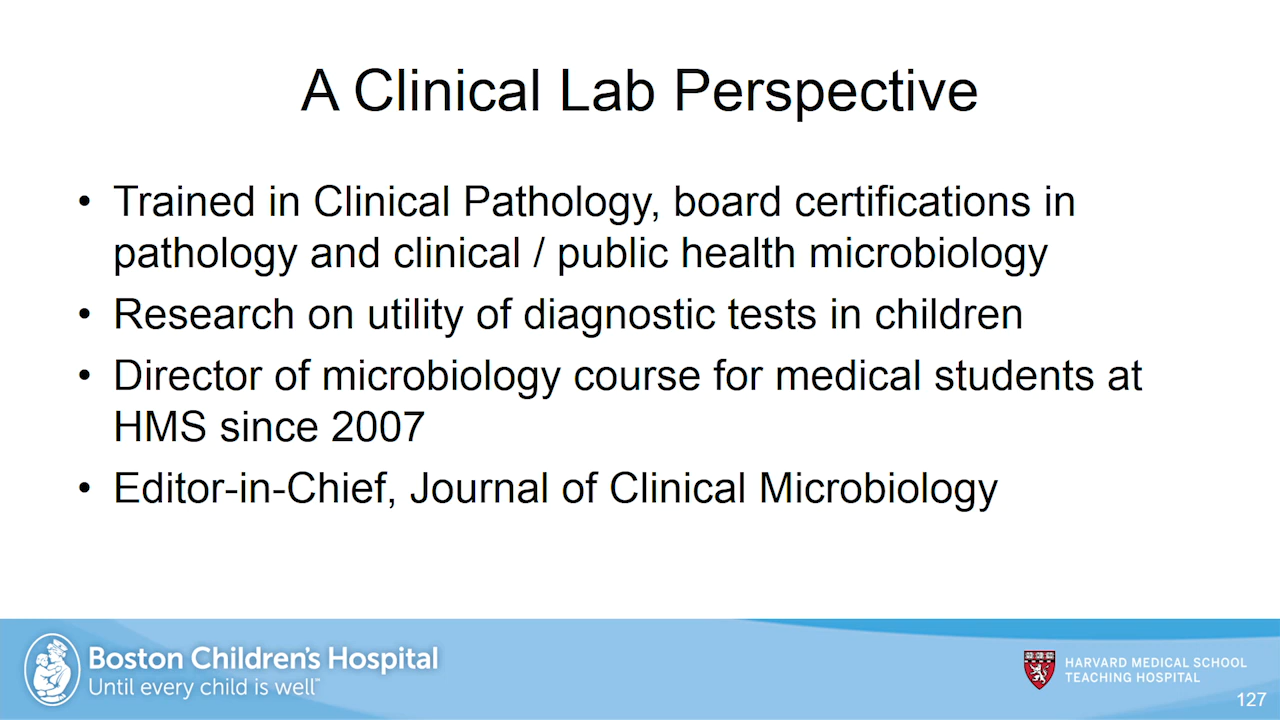 A Clinical Lab Perspective
• Trained in Clinical Pathology, board certifications in
pathology and clinical / public health microbiology
• Research on utility of diagnostic tests in children
• Director of microbiology course for medical students at
HMS since 2007
• Editor-in-Chief, Journal of Clinical Microbiology
Boston Children's Hospital
Until every child is well™
HARVARD MEDICAL SCHOOL
TEACHING HOSPITAL
127